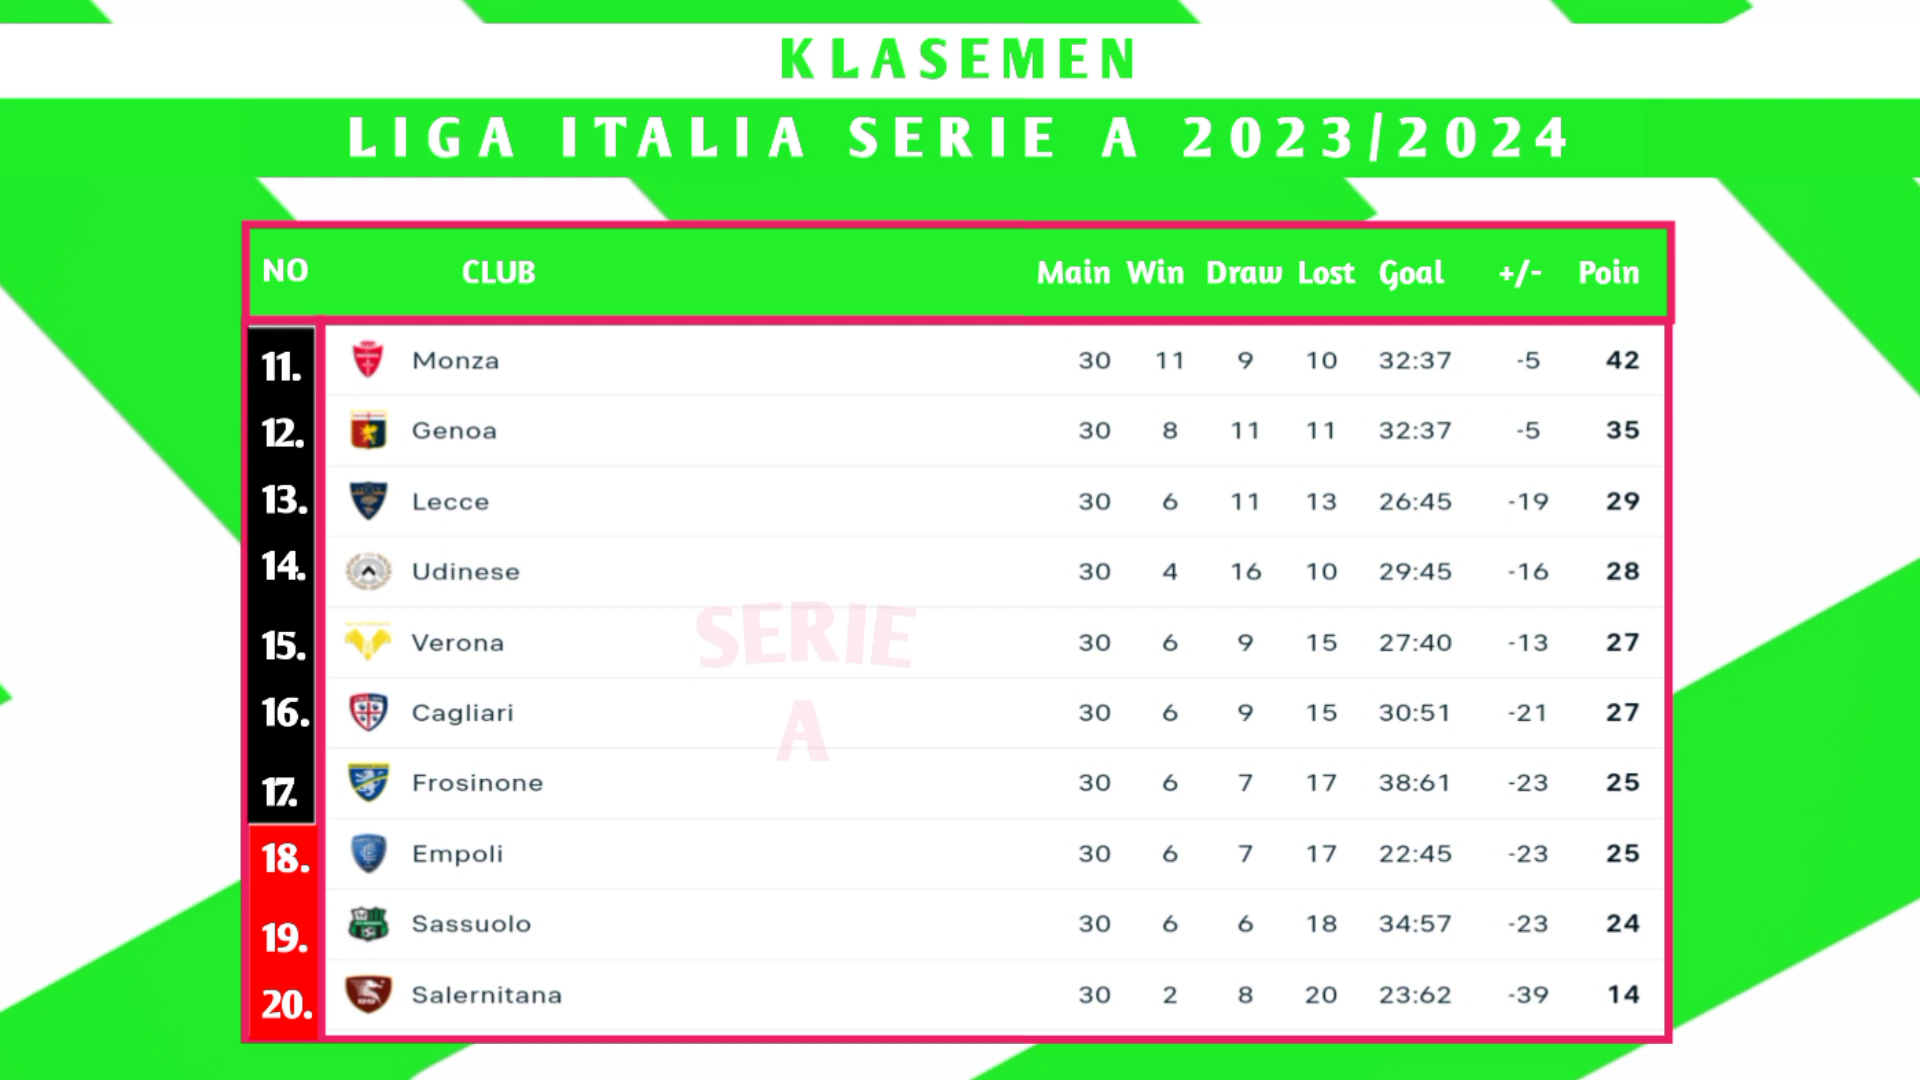 KLASEMEN
LIGA ITALIA SERIE A 2023/2024
NO CLUB Main Win Draw Lost Goal +/- Poin
11. Monza 30 11 9 10 32:37 -5 42
12. Genoa 30 8 11 11 32:37 -5 35
13. Lecce 30 6 11 13 26:45 -19 29
14. Udinese 30 4 16 10 29:45 -16 28
15. Verona 30 6 9 15 27:40 -13 27
16. Cagliari 30 6 9 15 30:51 -21 27
17. Frosinone 30 6 7 17 38:61 -23 25
18. Empoli 30 6 7 17 22:45 -23 25
19. Sassuolo 30 6 6 18 34:57 -23 24
20. Salernitana 30 2 8 20 23:62 -39 14
SERIE
A